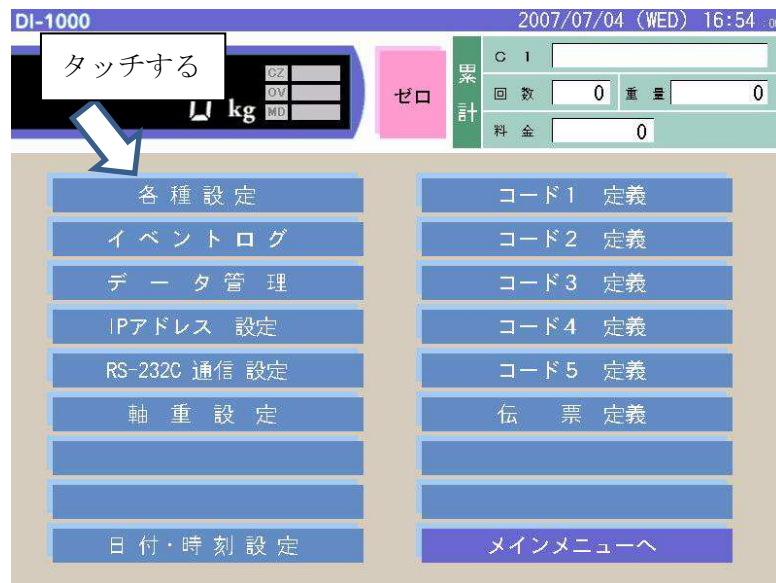 DI-1000 2007/07/04 (WED) 16:54
タッチする
CZ
OV
MD
0 kg
ゼロ
累計
C 1
回 数 0 重 量 0
料 金 0
各 種 設 定
イ ベ ン ト ロ グ
デ ー タ 管 理
IPアドレス 設定
RS-232C 通信 設定
軸 重 設 定
日 付・時 刻 設 定
コード1 定義
コード2 定義
コード3 定義
コード4 定義
コード5 定義
伝 票 定義
メインメニューへ